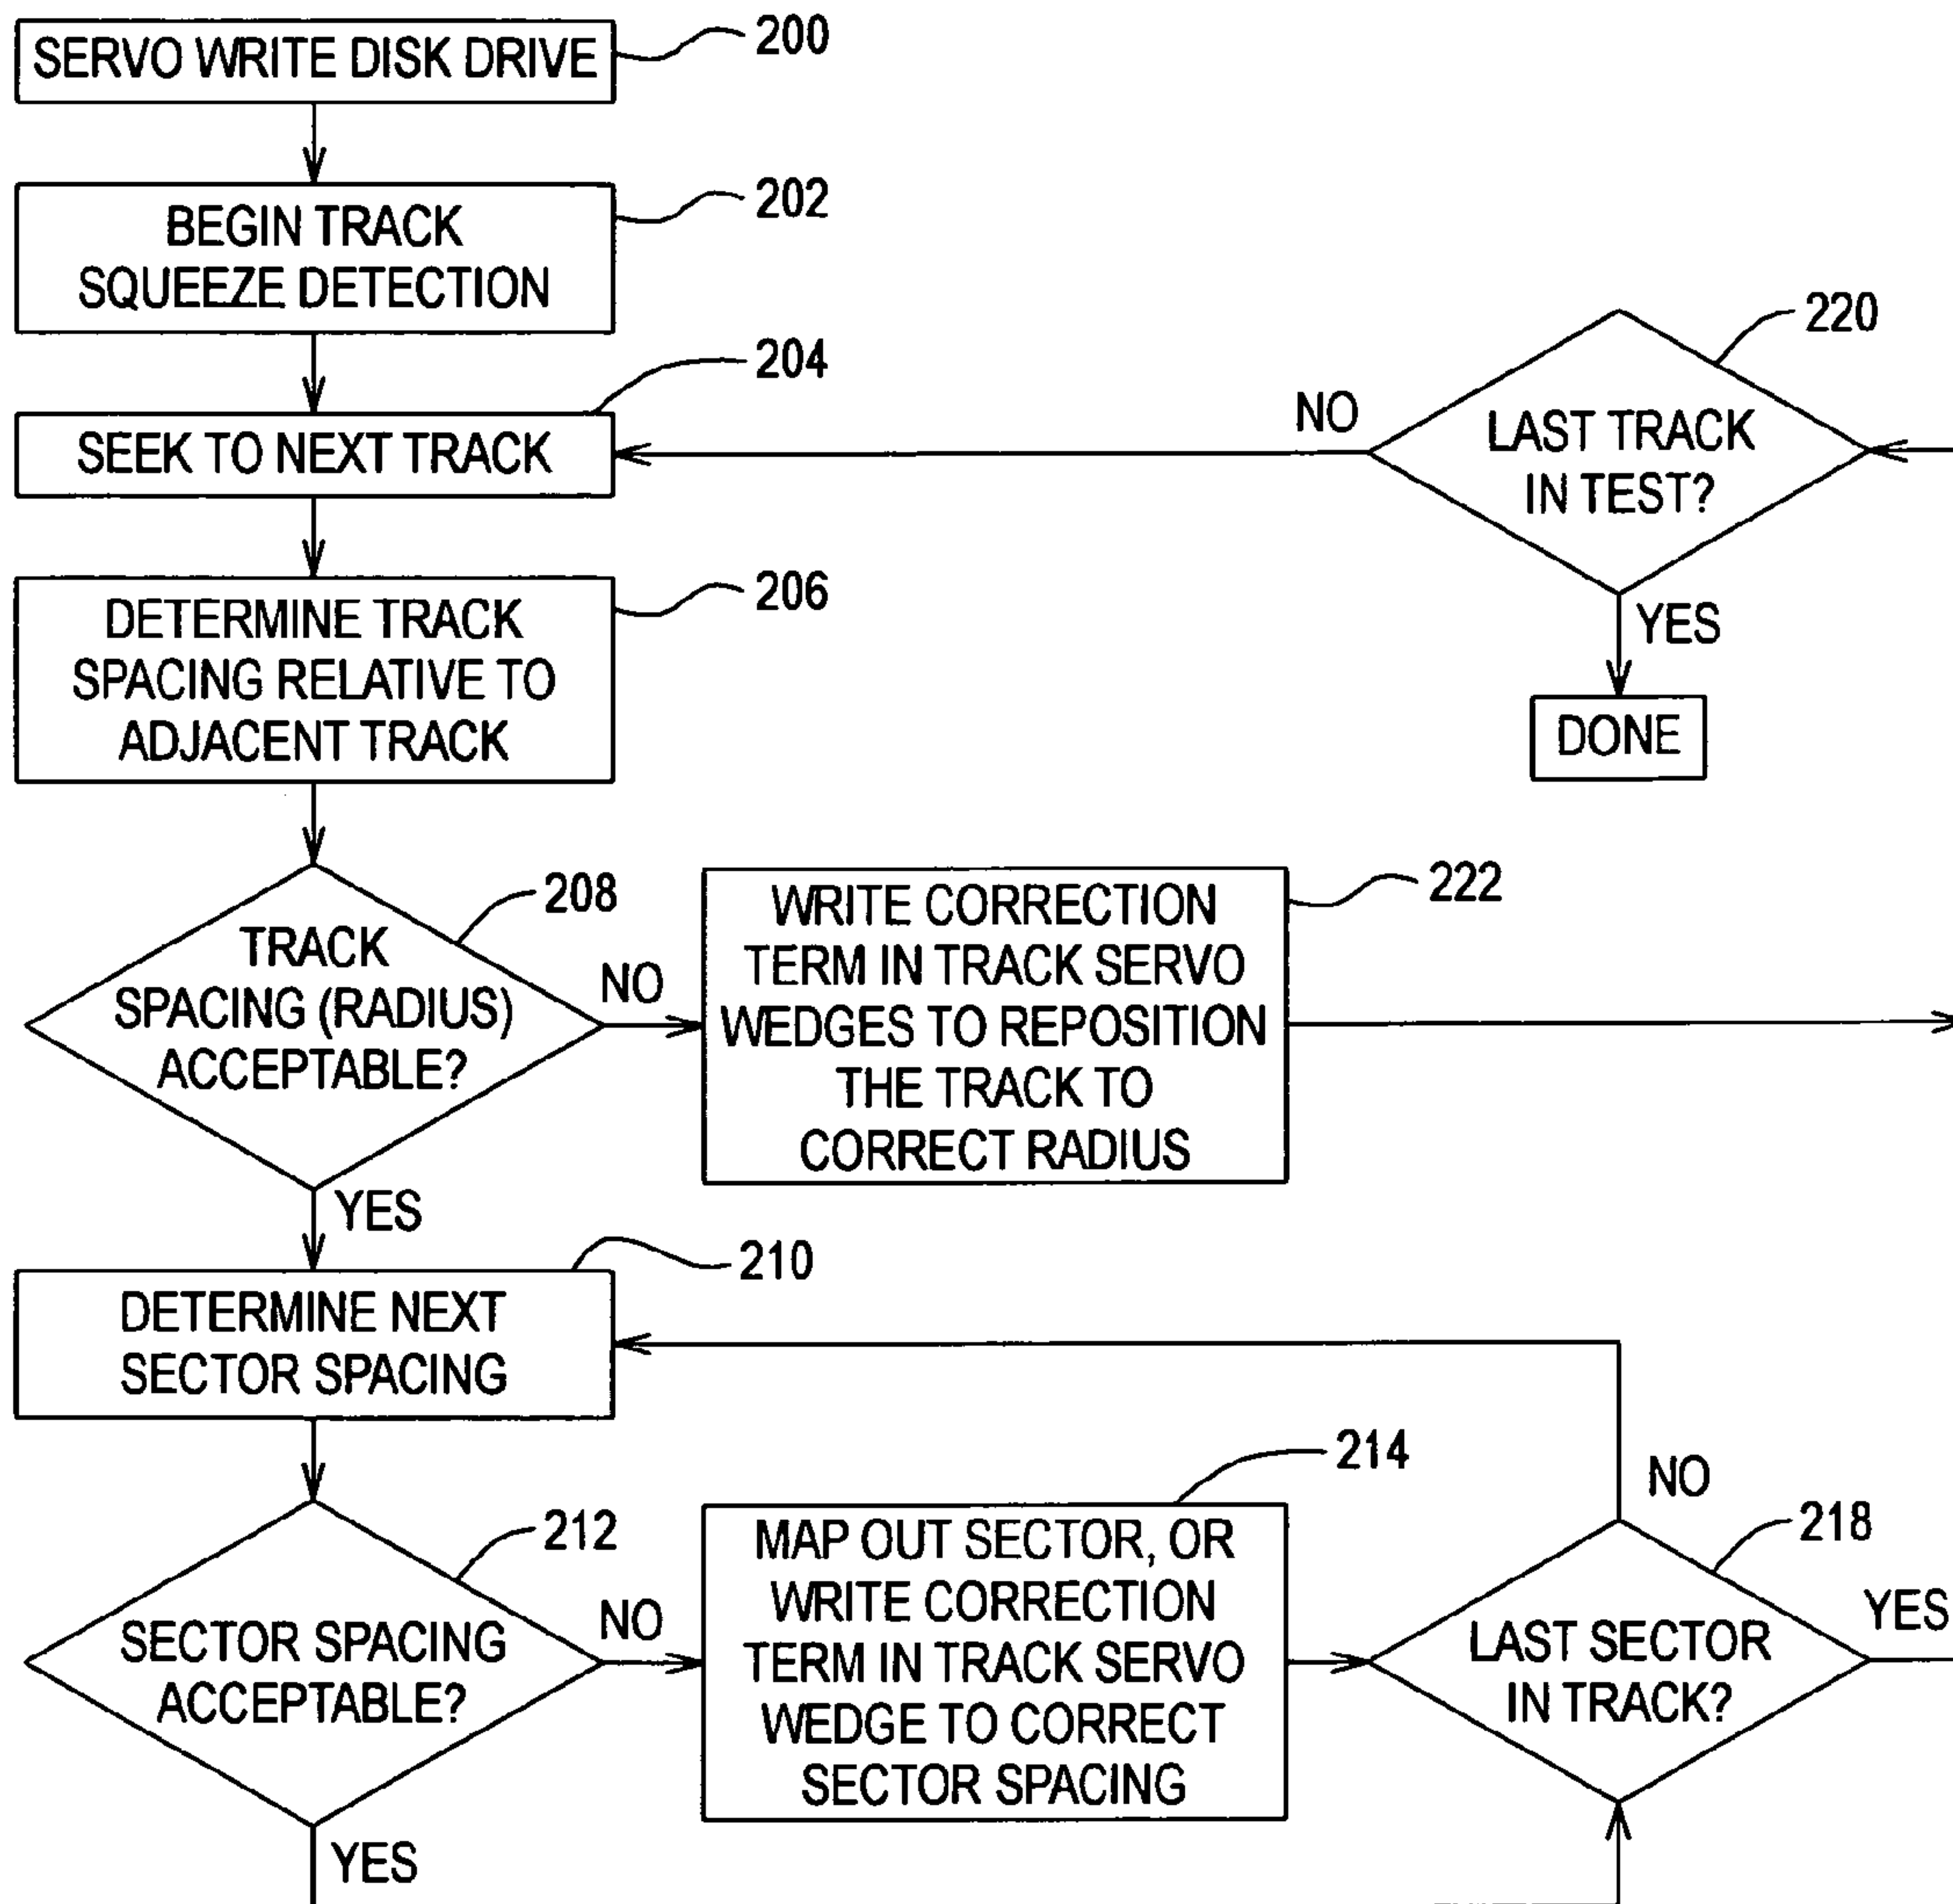 SERVO WRITE DISK DRIVE
200
BEGIN TRACK
SQUEEZE DETECTION
202
SEEK TO NEXT TRACK
204
DETERMINE TRACK
SPACING RELATIVE TO
ADJACENT TRACK
206
LAST TRACK
IN TEST?
220
NO
YES
DONE
TRACK
SPACING (RADIUS)
ACCEPTABLE?
208
NO
YES
WRITE CORRECTION
TERM IN TRACK SERVO
WEDGES TO REPOSITION
THE TRACK TO
CORRECT RADIUS
222
DETERMINE NEXT
SECTOR SPACING
210
SECTOR SPACING
ACCEPTABLE?
212
NO
YES
MAP OUT SECTOR, OR
WRITE CORRECTION
TERM IN TRACK SERVO
WEDGE TO CORRECT
SECTOR SPACING
214
LAST SECTOR
IN TRACK?
218
NO
YES